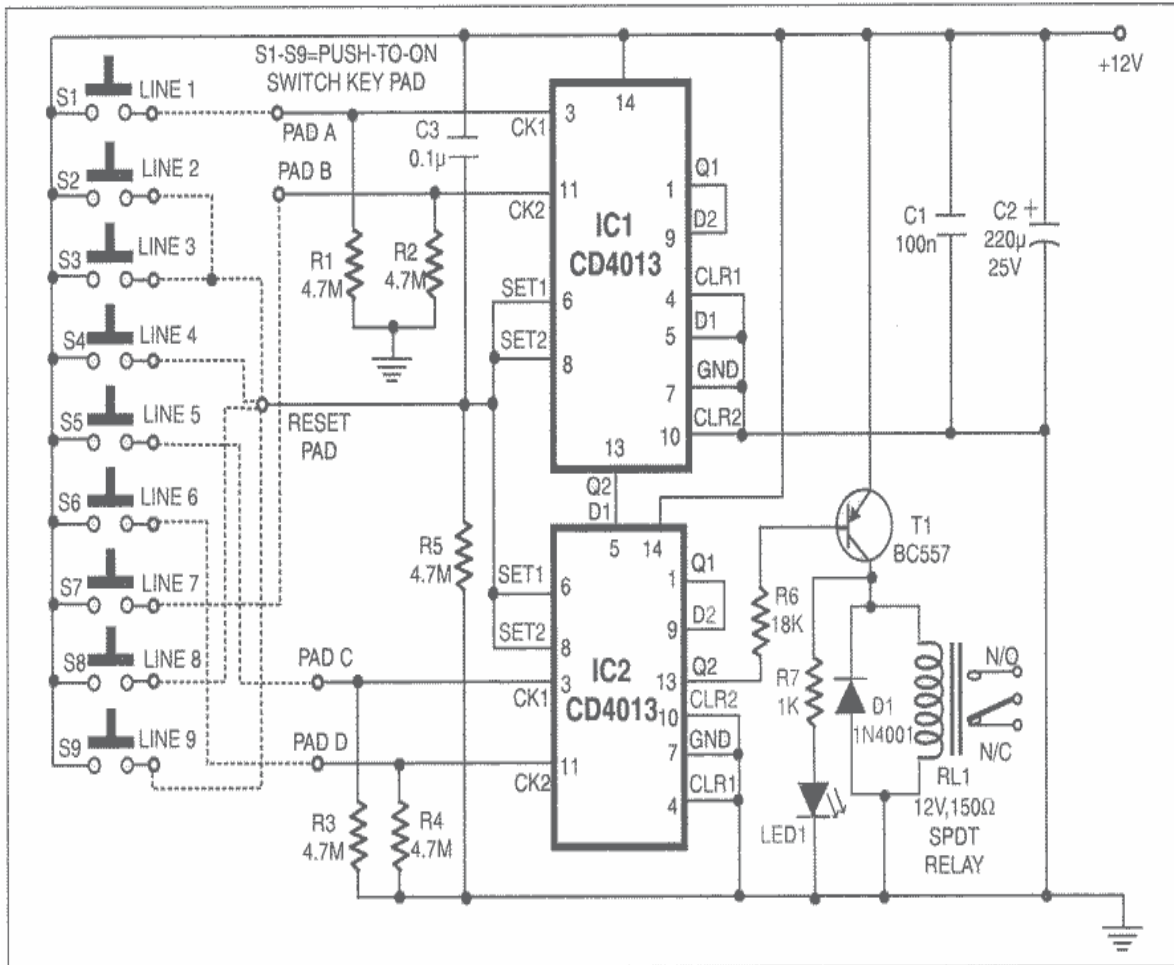 S1-S9=PUSH-TO-ON
SWITCH KEY PAD
+12V
S1
LINE 1
PAD A
CK1
3
14
C3
0.1µ
S2
LINE 2
PAD B
CK2
11
Q1
1
D2
9
IC1
CD4013
C1
100n
C2
+
220µ
25V
S3
LINE 3
R1
4.7M
R2
4.7M
CLR1
4
SET1
6
D1
5
S4
LINE 4
SET2
8
GND
7
CLR2
10
S5
LINE 5
RESET
PAD
13
Q2
D1
S6
LINE 6
R5
4.7M
5
14
T1
BC557
SET1
6
Q1
1
D2
9
R6
18K
S7
LINE 7
SET2
8
IC2
CD4013
Q2
13
S8
LINE 8
PAD C
CK1
3
CLR2
10
R7
1K
D1
1N4001
N/O
N/C
S9
LINE 9
PAD D
CK2
11
GND
7
CLR1
4
RL1
12V,150Ω
SPDT
RELAY
R3
4.7M
R4
4.7M
LED1